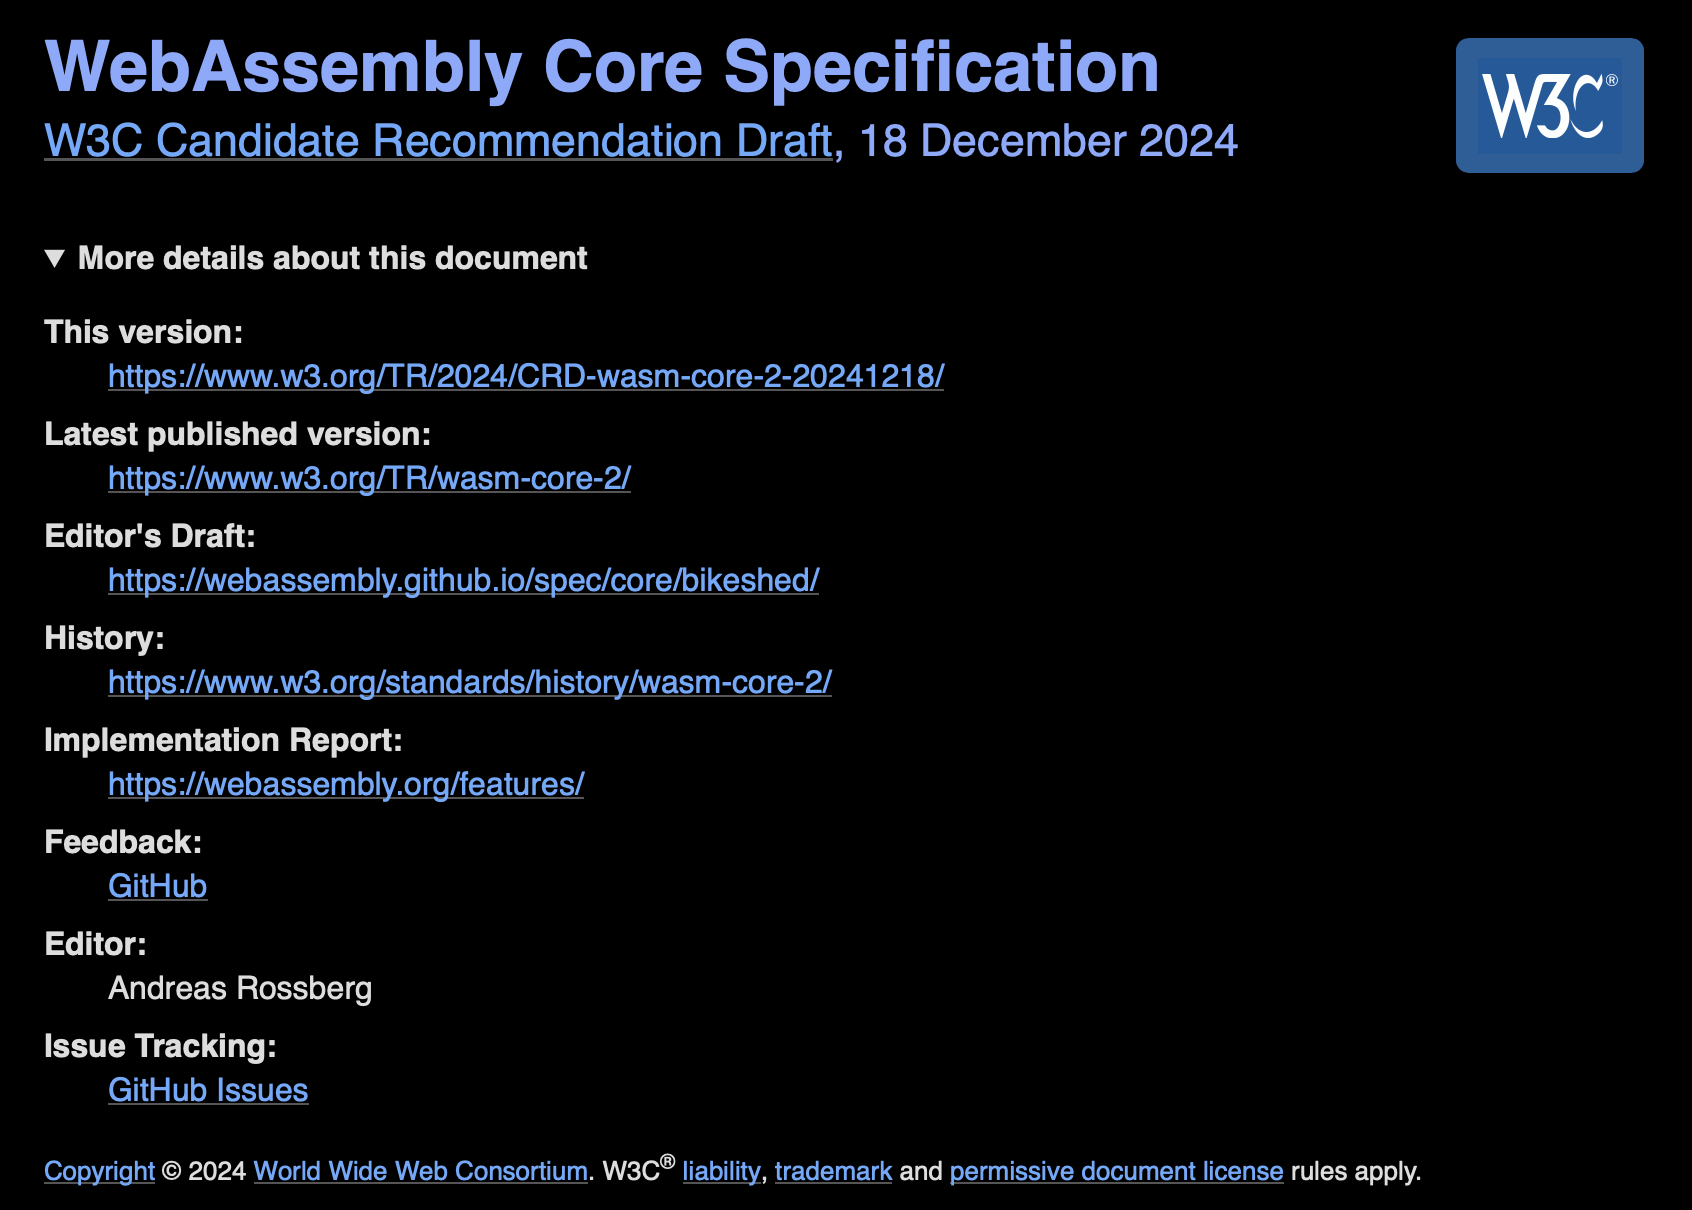 WebAssembly Core Specification
W3C®
W3C Candidate Recommendation Draft, 18 December 2024
▼ More details about this document
This version:
https://www.w3.org/TR/2024/CRD-wasm-core-2-20241218/
Latest published version:
https://www.w3.org/TR/wasm-core-2/
Editor's Draft:
https://webassembly.github.io/spec/core/bikeshed/
History:
https://www.w3.org/standards/history/wasm-core-2/
Implementation Report:
https://webassembly.org/features/
Feedback:
GitHub
Editor:
Andreas Rossberg
Issue Tracking:
GitHub Issues
Copyright © 2024 World Wide Web Consortium. W3C® liability, trademark and permissive document license rules apply.